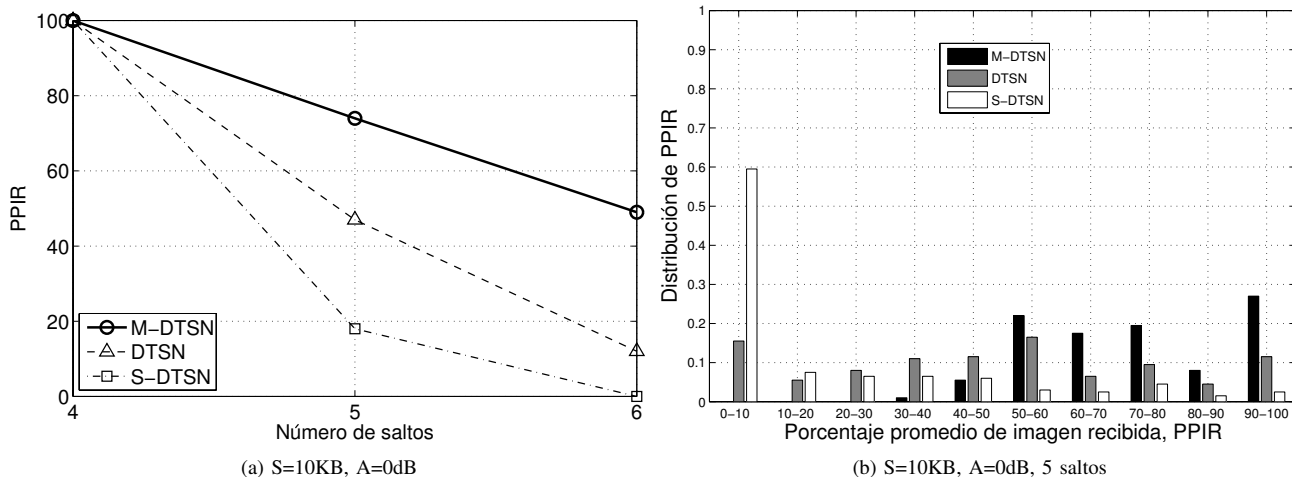 100
80
60
40
20
0
PPIR
M−DTSN
DTSN
S−DTSN
4
5
6
Número de saltos
(a) S=10KB, A=0dB
1
0.9
0.8
0.7
0.6
0.5
0.4
0.3
0.2
0.1
0
Distribución de PPIR
M−DTSN
DTSN
S−DTSN
0−10
10−20
20−30
30−40
40−50
50−60
60−70
70−80
80−90
90−100
Porcentaje promedio de imagen recibida, PPIR
(b) S=10KB, A=0dB, 5 saltos